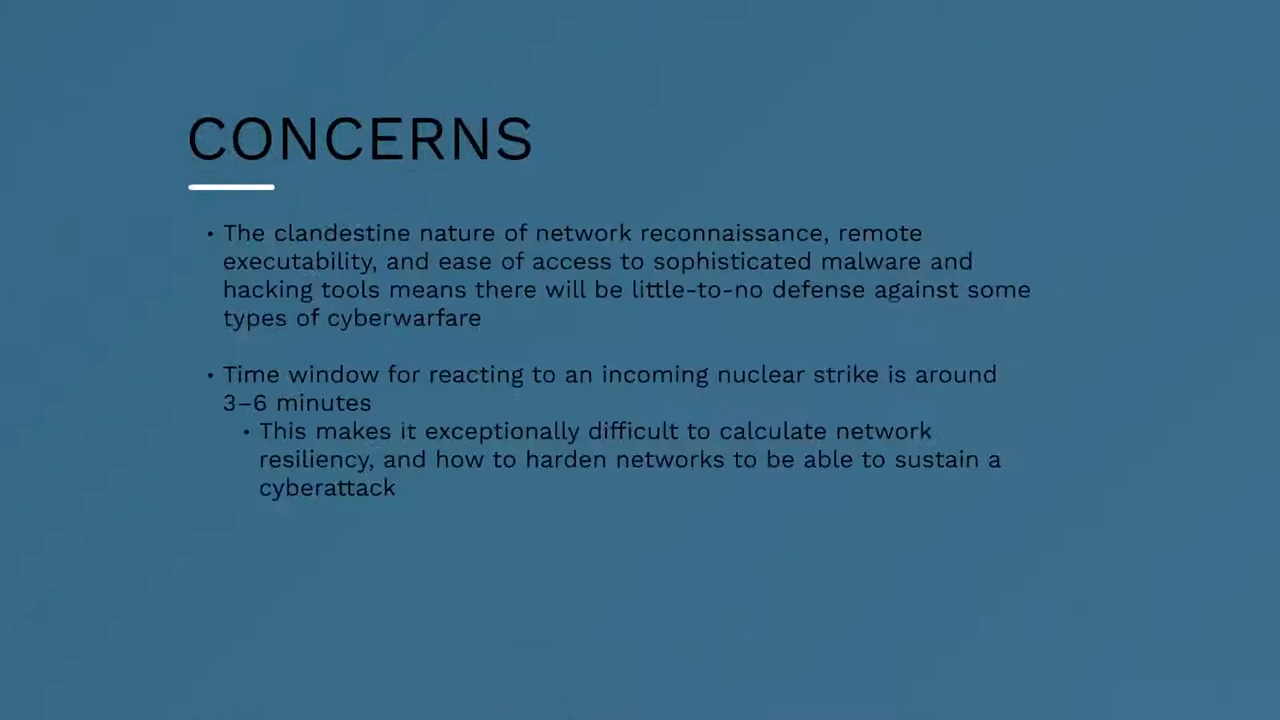 CONCERNS
• The clandestine nature of network reconnaissance, remote
executability, and ease of access to sophisticated malware and
hacking tools means there will be little-to-no defense against some
types of cyberwarfare
• Time window for reacting to an incoming nuclear strike is around
3–6 minutes
• This makes it exceptionally difficult to calculate network
resiliency, and how to harden networks to be able to sustain a
cyberattack